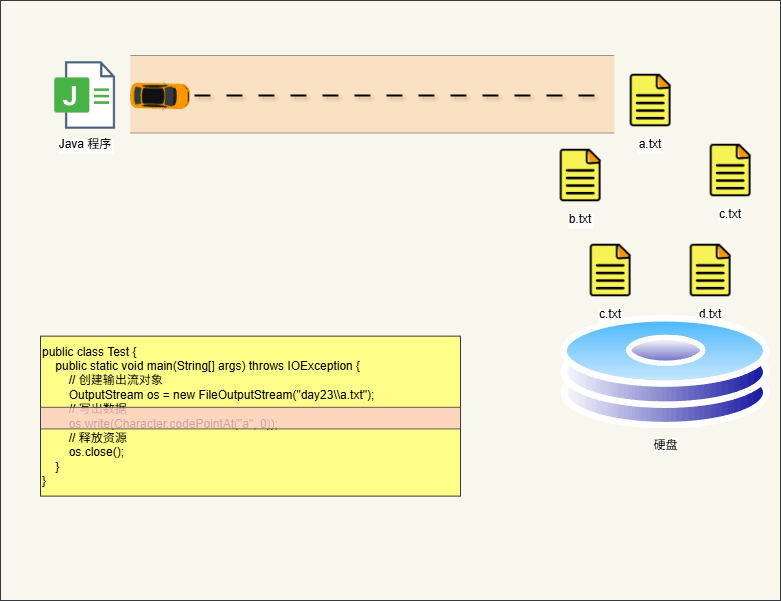 J
Java 程序
a.txt
b.txt
c.txt
c.txt
d.txt
硬盘
public class Test {
public static void main(String[] args) throws IOException {
// 创建输出流对象
OutputStream os = new FileOutputStream("day23\\a.txt");
// 写出数据
os.write(Character.codePointAt("a", 0));
// 释放资源
os.close();
}
}